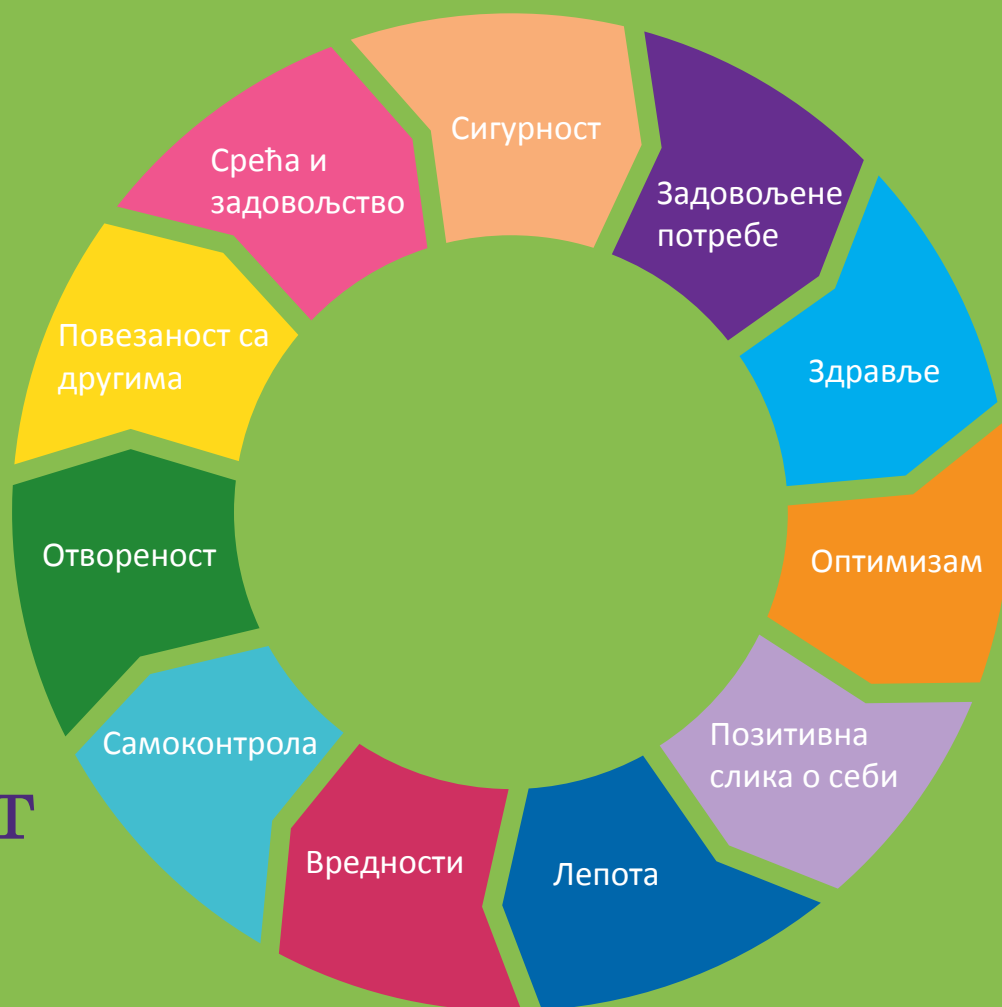 Сигурност
Задовољене
потребе
Здравље
Оптимизам
Позитивна
слика о себи
Лепота
Вредности
Самоконтрола
Отвореност
Повезаност са
другима
Срећа и
задовољство
т